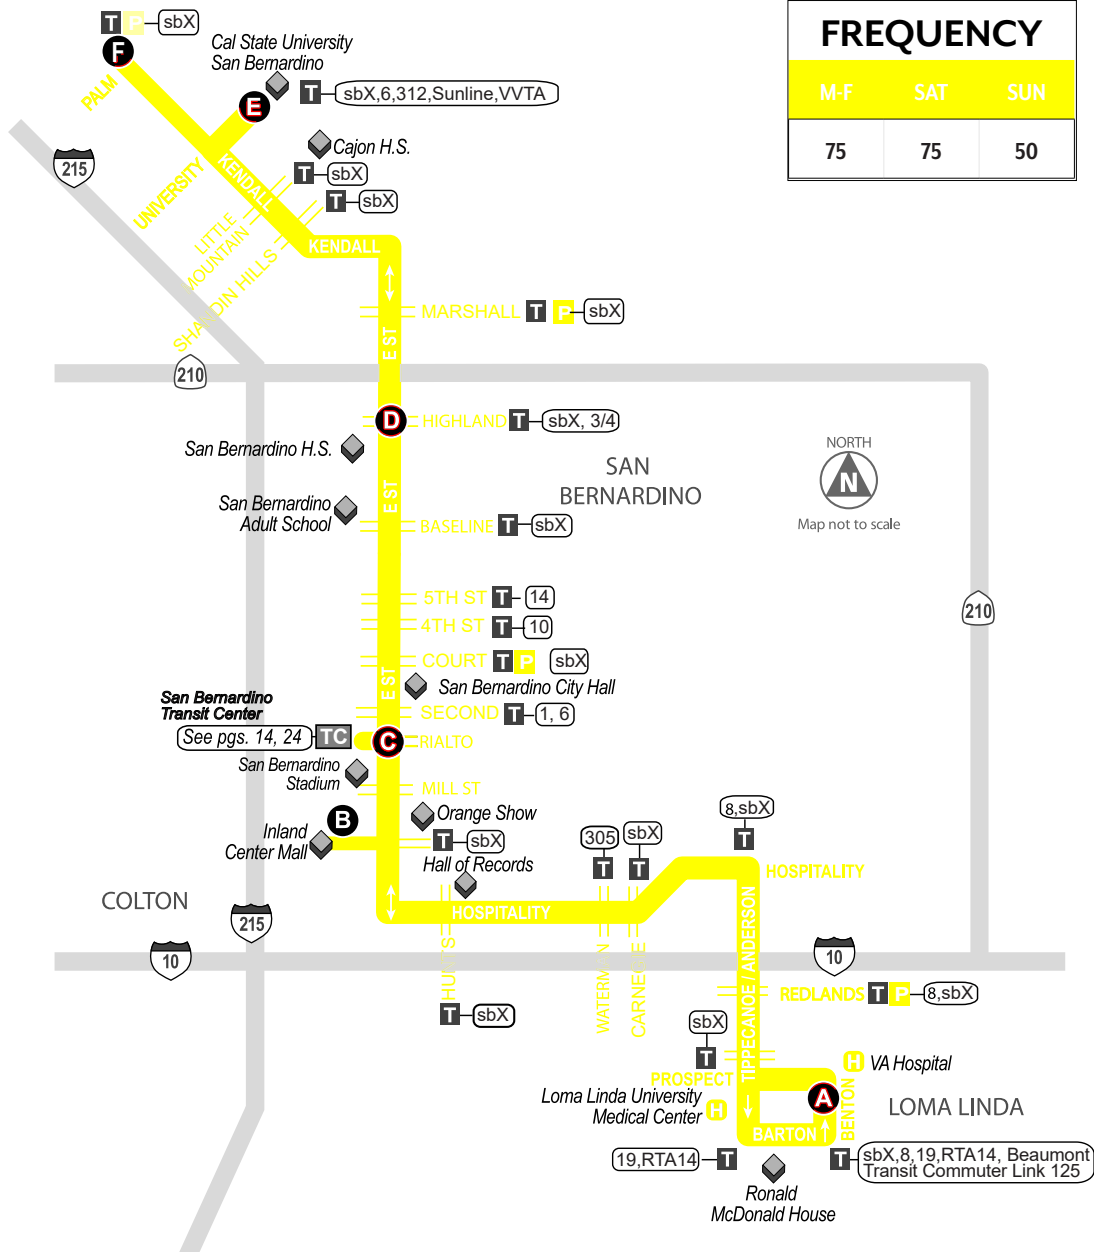 T P sbX
F
PALM
Cal State University
San Bernardino
E
T sbX,6,312,Sunline,VVTA
FREQUENCY
M-F SAT SUN
75 75 50
215
Cajon H.S.
T sbX
T sbX
UNIVERSITY
KENDALL
LITTLE
MOUNTAIN
SHANDIN HILLS
KENDALL
MARSHALL T P sbX
E ST
210
D HIGHLAND T sbX, 3/4
San Bernardino H.S.
SAN
BERNARDINO
NORTH
N
Map not to scale
E ST
San Bernardino
Adult School
BASELINE T sbX
5TH ST T 14
4TH ST T 10
210
COURT T P sbX
E ST
San Bernardino City Hall
San Bernardino
Transit Center
SECOND T 1, 6
See pgs. 14, 24 TC C RIALTO
San Bernardino
Stadium
MILL ST
Orange Show
B
Inland
Center Mall
T sbX
Hall of Records
305
sbX
8,sbX
T
T
T
HOSPITALITY
COLTON
215
HOSPITALITY
10
10
HUNTS
WATERMAN
CARNEGIE
TIPPECANOE / ANDERSON
T sbX
REDLANDS T P 8,sbX
sbX
T
PROSPECT
H VA Hospital
Loma Linda University
Medical Center H
A
BENTON
LOMA LINDA
BARTON
19,RTA14 T
T sbX,8,19,RTA14, Beaumont
Transit Commuter Link 125
Ronald
McDonald House